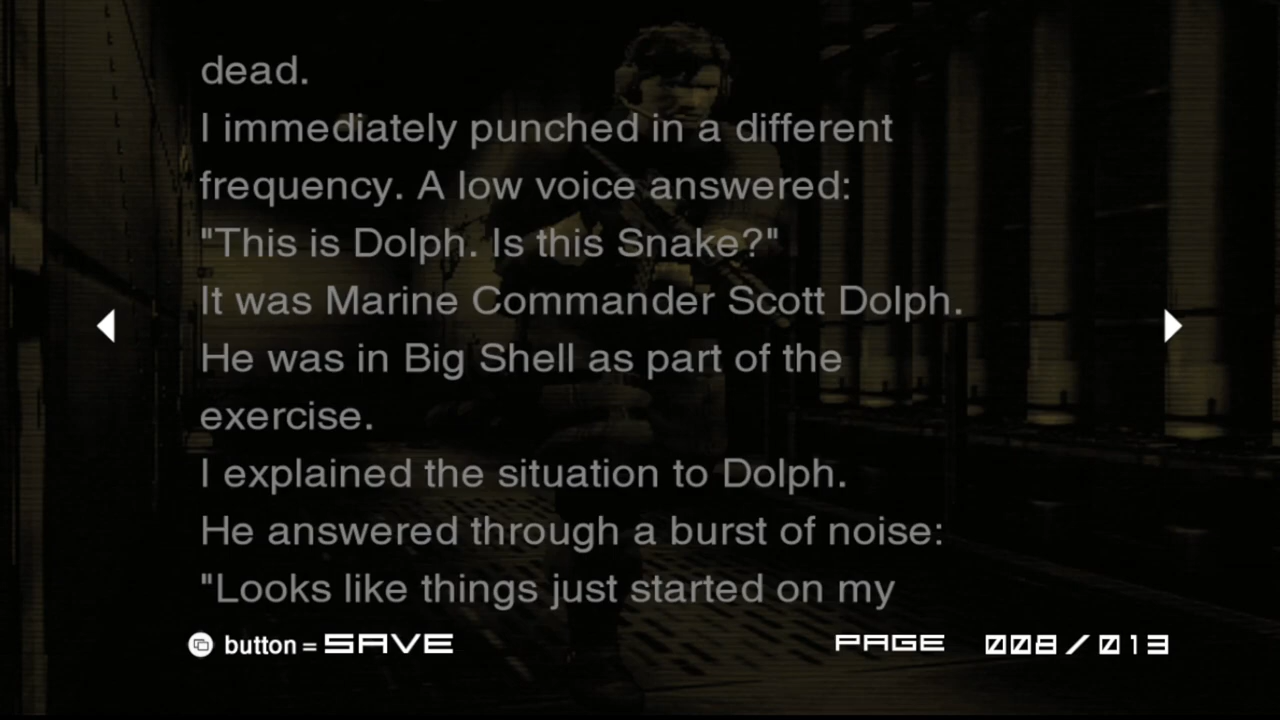 dead.
I immediately punched in a different
frequency. A low voice answered:
"This is Dolph. Is this Snake?"
It was Marine Commander Scott Dolph.
He was in Big Shell as part of the
exercise.
I explained the situation to Dolph.
He answered through a burst of noise:
"Looks like things just started on my
button = SAVE
PAGE 008/013